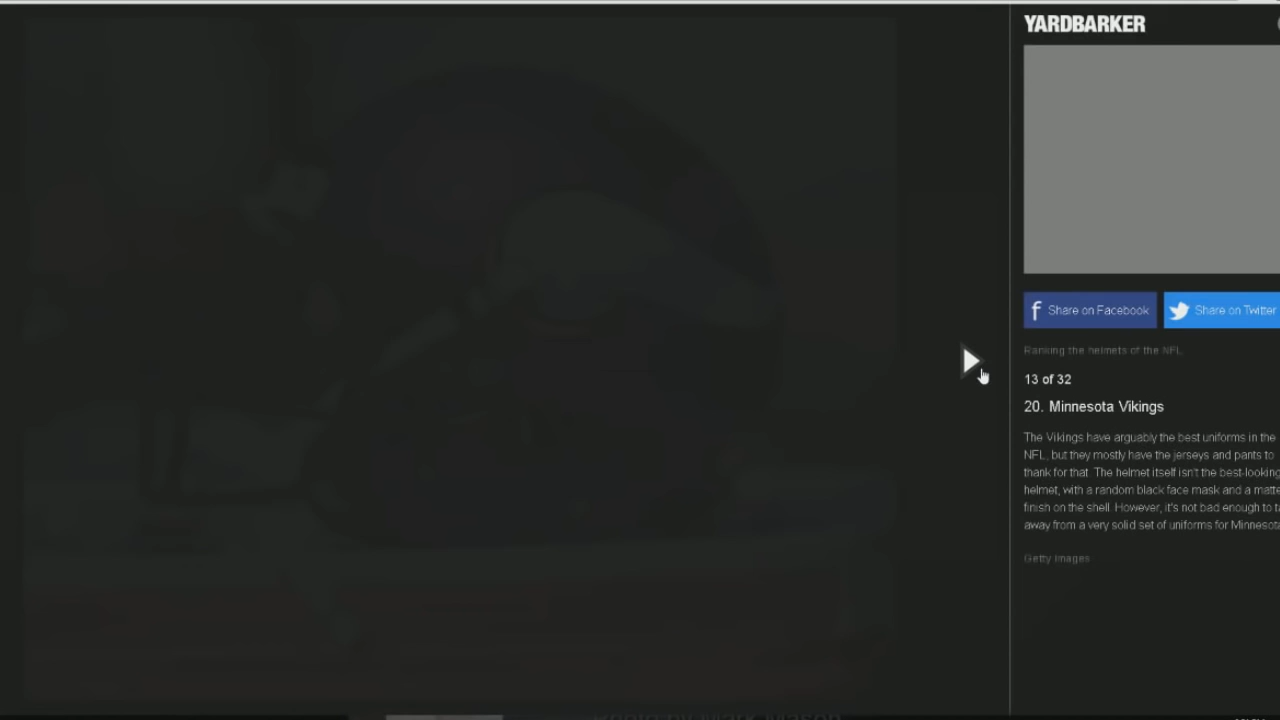 YARDBARKER
Share on Facebook
Share on Twitter
Ranking the helmets of the NFL
13 of 32
20. Minnesota Vikings
The Vikings have arguably the best uniforms in the
NFL, but they mostly have the jerseys and pants to
thank for that. The helmet itself isn't the best-looking
helmet, with a random black face mask and a matte
finish on the shell. However, it's not bad enough to
away from a very solid set of uniforms for Minnesota
Getty Images